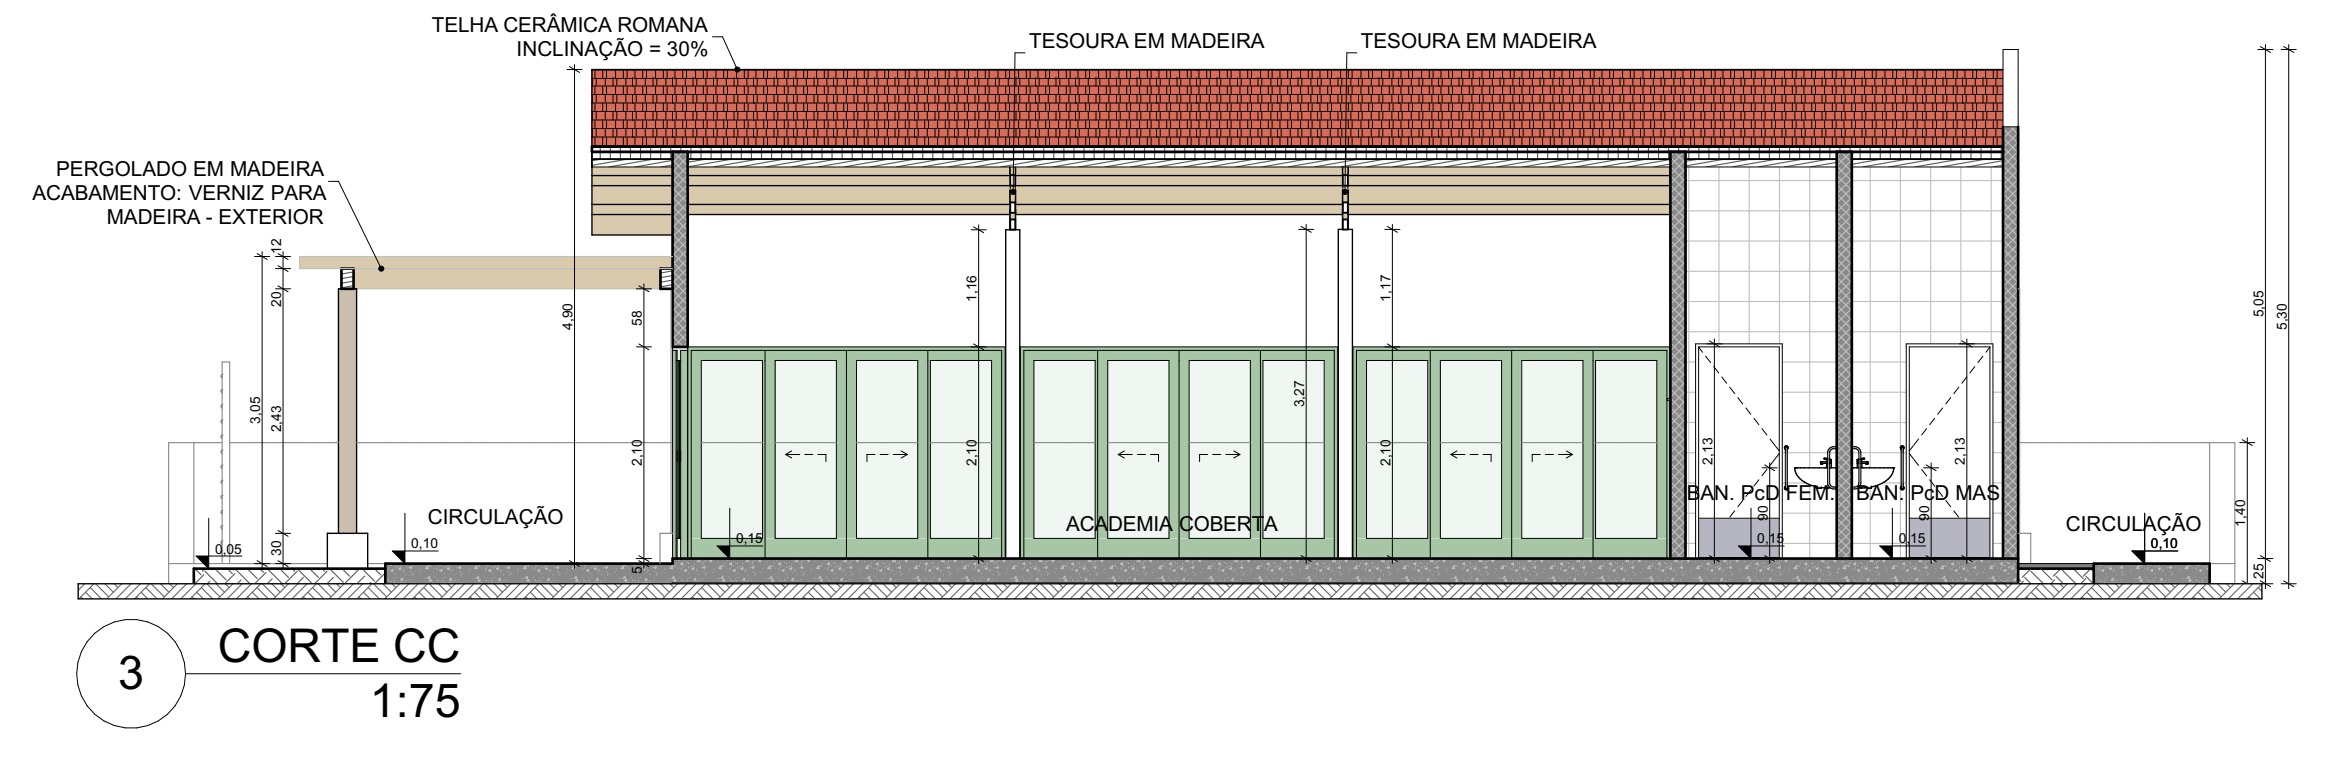 TELHA CERÂMICA ROMANA
INCLINAÇÃO = 30%
TESOURA EM MADEIRA
TESOURA EM MADEIRA
PERGOLADO EM MADEIRA
ACABAMENTO: VERNIZ PARA
MADEIRA - EXTERIOR
12
20
3,05
2,43
30
4,90
58
2,10
5
1,16
2,10
3,27
1,17
2,10
2,13
90
2,13
90
5,05
5,30
1,40
25
CIRCULAÇÃO
ACADEMIA COBERTA
BAN. PcD FEM.
BAN. PcD MAS
CIRCULAÇÃO
0,05
0,10
0,15
0,15
0,15
0,10
3
CORTE CC
1:75